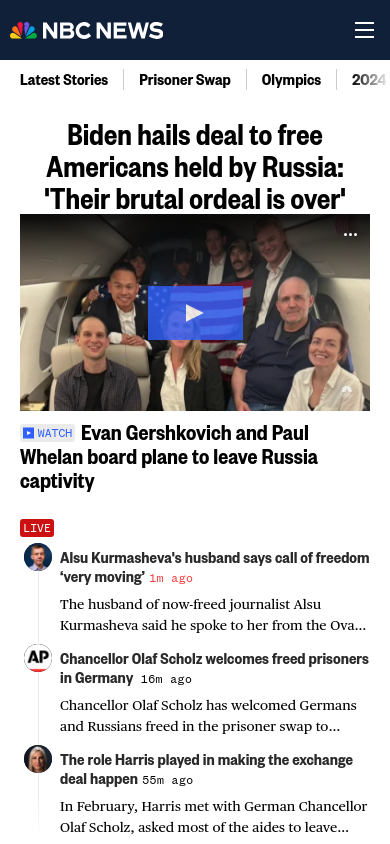 NBC NEWS
Latest Stories
Prisoner Swap
Olympics
2024
Biden hails deal to free
Americans held by Russia:
'Their brutal ordeal is over'
WATCH Evan Gershkovich and Paul
Whelan board plane to leave Russia
captivity
LIVE
Alsu Kurmasheva's husband says call of freedom
‘very moving’ 1m ago
The husband of now-freed journalist Alsu
Kurmasheva said he spoke to her from the Ova...
AP
Chancellor Olaf Scholz welcomes freed prisoners
in Germany 16m ago
Chancellor Olaf Scholz has welcomed Germans
and Russians freed in the prisoner swap to...
The role Harris played in making the exchange
deal happen 55m ago
In February, Harris met with German Chancellor
Olaf Scholz, asked most of the aides to leave...